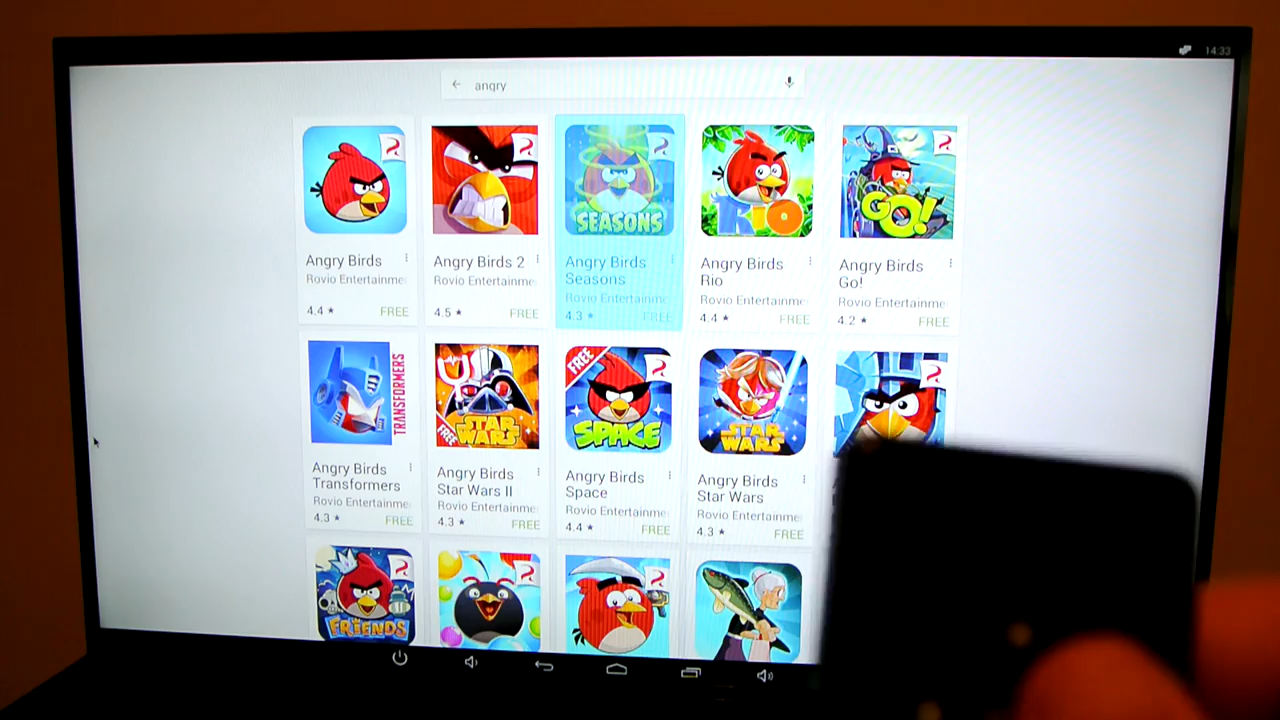 14:33
angry
SEASONS
RIO
GO!
Angry Birds
Rovio Entertainme
4.4 ★
FREE
Angry Birds 2
Rovio Entertainme
4.5 ★
FREE
Angry Birds
Seasons
Rovio Entertainme
4.3 ★
FREE
Angry Birds
Rio
Rovio Entertainme
4.4 ★
FREE
Angry Birds
Go!
Rovio Entertainme
4.2 ★
FREE
TRANSFORMERS
FREE
STAR
WARS
FREE
SPACE
STAR
WARS
Angry Birds
Transformers
Rovio Entertainme
4.3 ★
FREE
Angry Birds
Star Wars II
Rovio Entertainme
4.3 ★
FREE
Angry Birds
Space
Rovio Entertainme
4.4 ★
FREE
Angry Birds
Star Wars
Rovio Entertainme
4.3 ★
FREE
FRIENDS